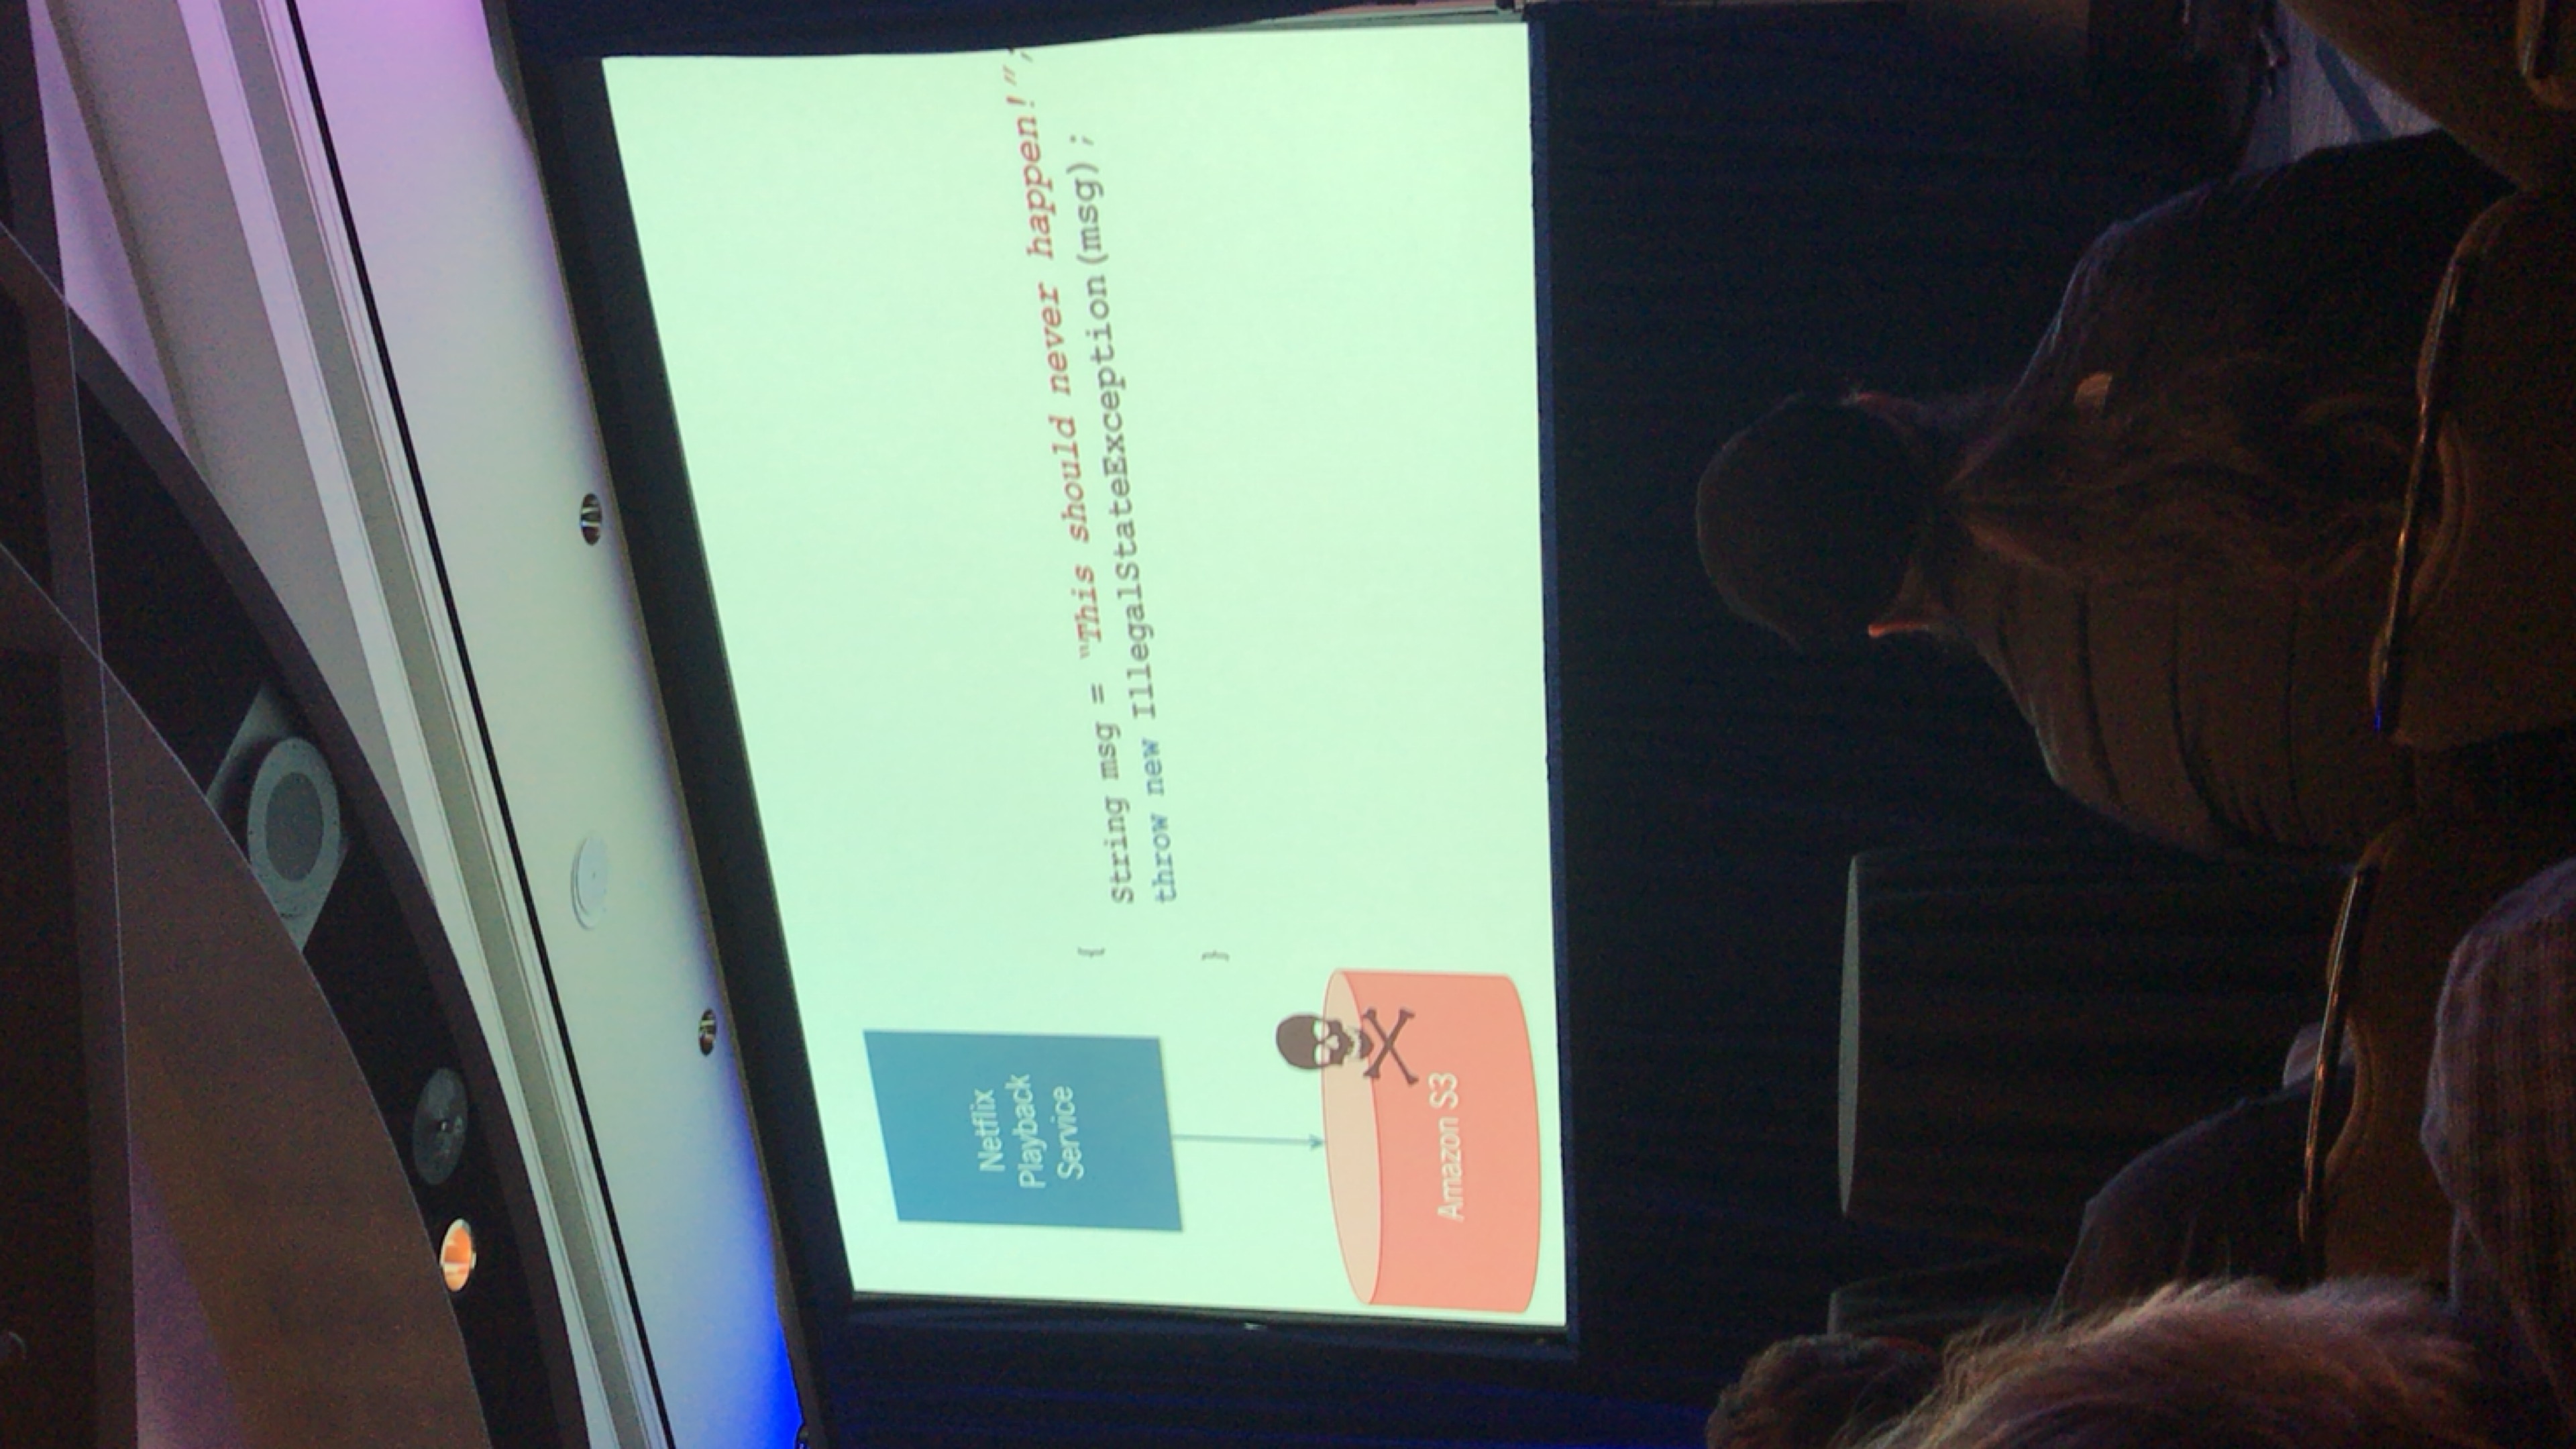 Netflix
Playback
Service
{
String msg = “This should never happen!”;
throw new IllegalStateException(msg);
}
Amazon S3